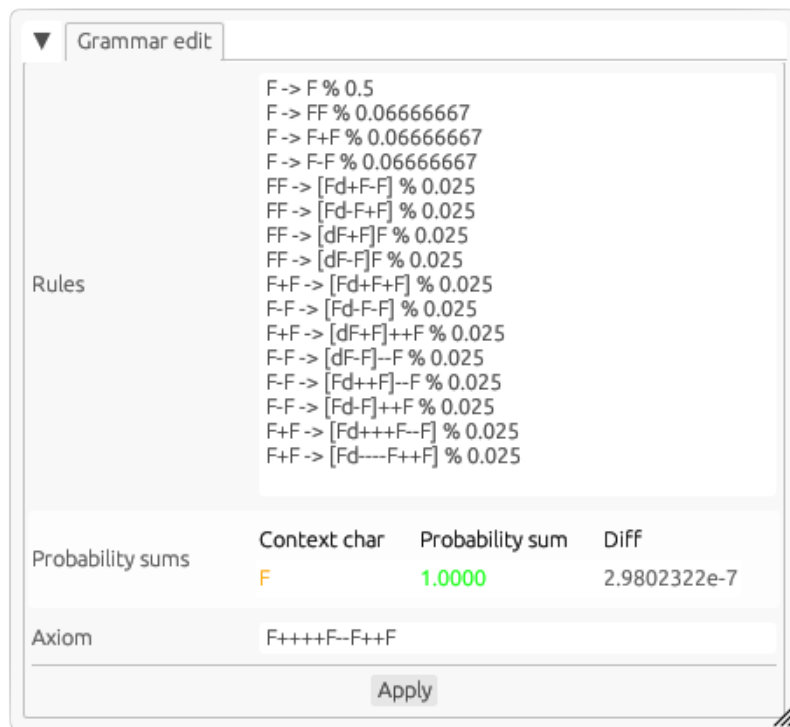 ▼ Grammar edit
Rules
F -> F % 0.5
F -> FF % 0.06666667
F -> F+F % 0.06666667
F -> F-F % 0.06666667
FF -> [Fd+F-F] % 0.025
FF -> [Fd-F+F] % 0.025
FF -> [dF+F]F % 0.025
FF -> [dF-F]F % 0.025
F+F -> [Fd+F+F] % 0.025
F-F -> [Fd-F-F] % 0.025
F+F -> [dF+F]++F % 0.025
F-F -> [dF-F]--F % 0.025
F-F -> [Fd++F]--F % 0.025
F-F -> [Fd-F]++F % 0.025
F+F -> [Fd+++F--F] % 0.025
F+F -> [Fd----F++F] % 0.025
Probability sums
Context char Probability sum Diff
F 1.0000 2.9802322e-7
Axiom F++++F--F++F
Apply